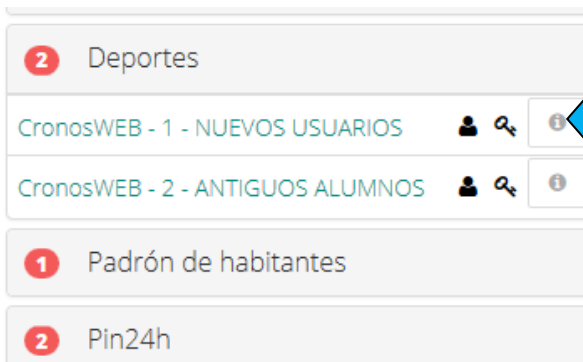 2 Deportes
CronosWEB - 1 - NUEVOS USUARIOS
CronosWEB - 2 - ANTIGUOS ALUMNOS
1 Padrón de habitantes
2 Pin24h